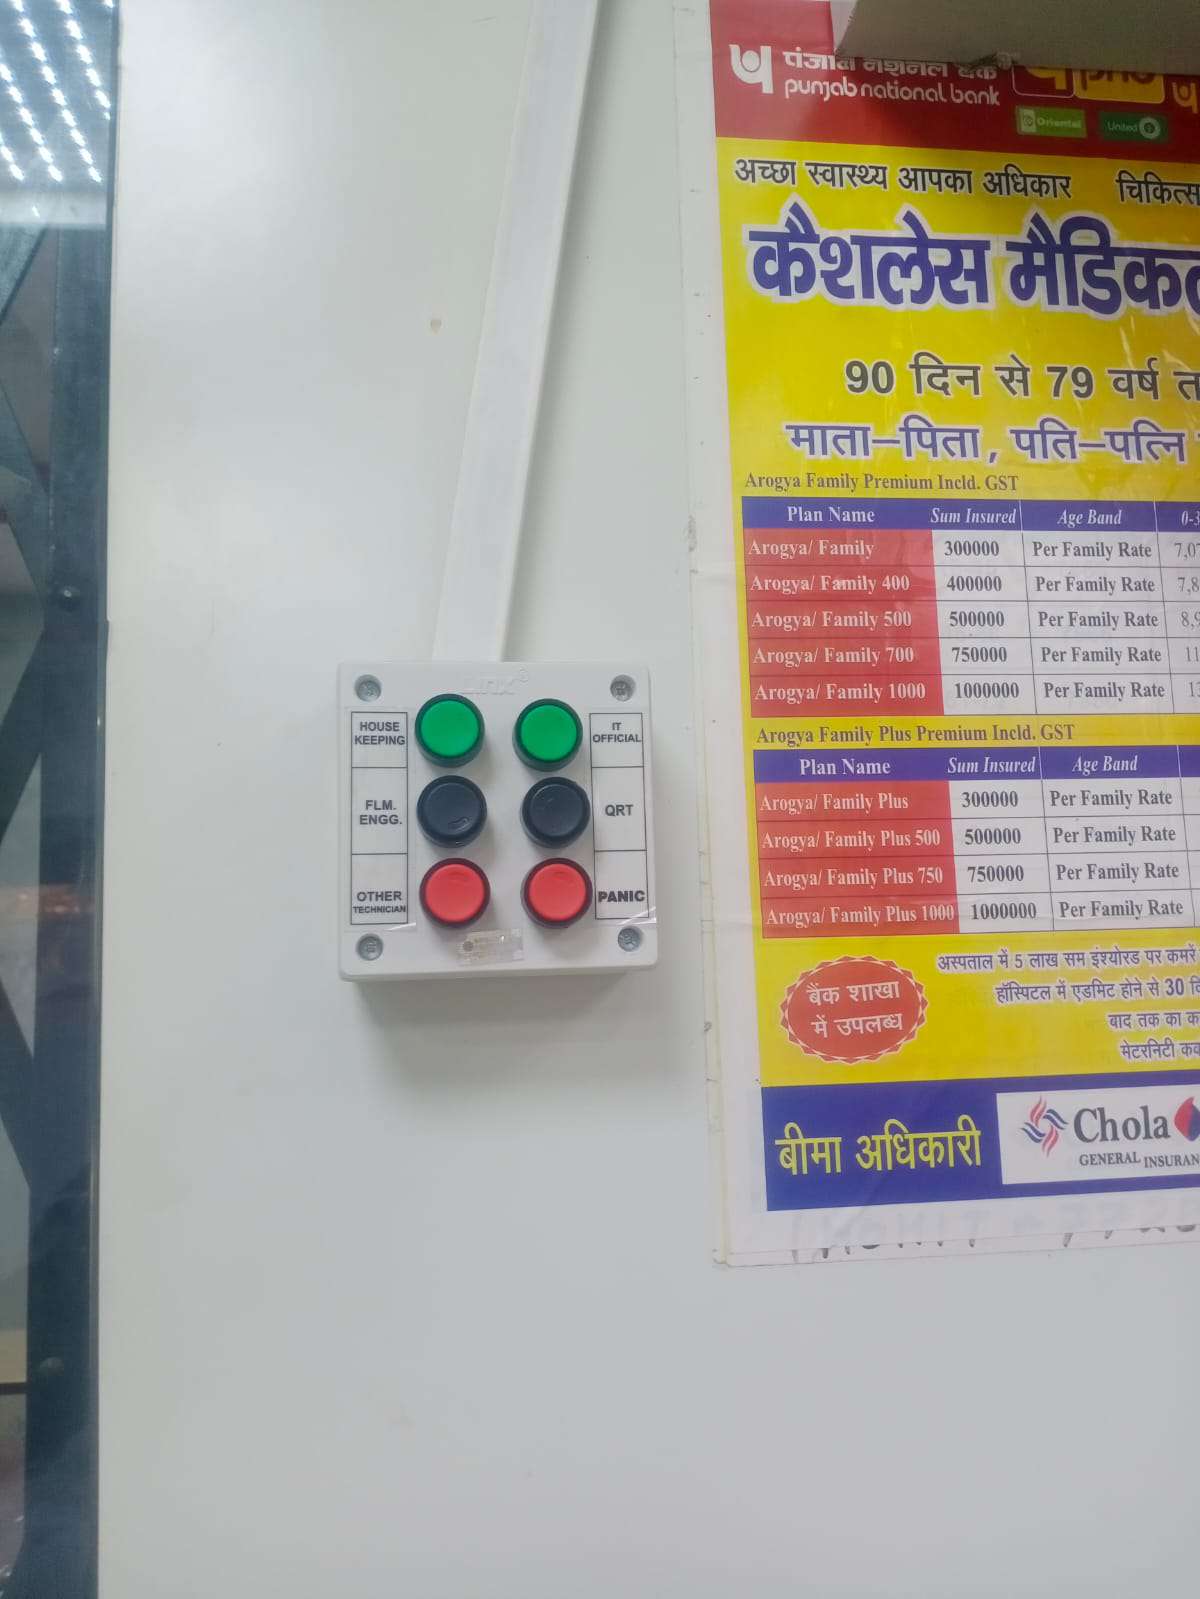 पंजाब नैशनल बैंक
punjab national bank
Oriental
United
अच्छा स्वास्थ्य आपका अधिकार
कैशलेस मैडिकल
90 दिन से 79 वर्ष
माता–पिता, पति–पत्नि
Arogya Family Premium Incld. GST
Plan Name Sum Insured Age Band
Arogya/ Family 300000 Per Family Rate
Arogya/ Family 400 400000 Per Family Rate
Arogya/ Family 500 500000 Per Family Rate
Arogya/ Family 700 750000 Per Family Rate
Arogya/ Family 1000 1000000 Per Family Rate
Arogya Family Plus Premium Incld. GST
Plan Name Sum Insured Age Band
Arogya/ Family Plus 300000 Per Family Rate
Arogya/ Family Plus 500 500000 Per Family Rate
Arogya/ Family Plus 750 750000 Per Family Rate
Arogya/ Family Plus 1000 1000000 Per Family Rate
अस्पताल में 5 लाख सम इंश्योरड पर कमरें
हॉस्पिटल में एडमिट होने से 30
बाद तक का
मेटरनिटी
बैंक शाखा
में उपलब्ध
बीमा अधिकारी
Chola
GENERAL
Linx
HOUSE
KEEPING
FLM.
ENGG.
OTHER
TECHNICIAN
IT
OFFICIAL
QRT
PANIC